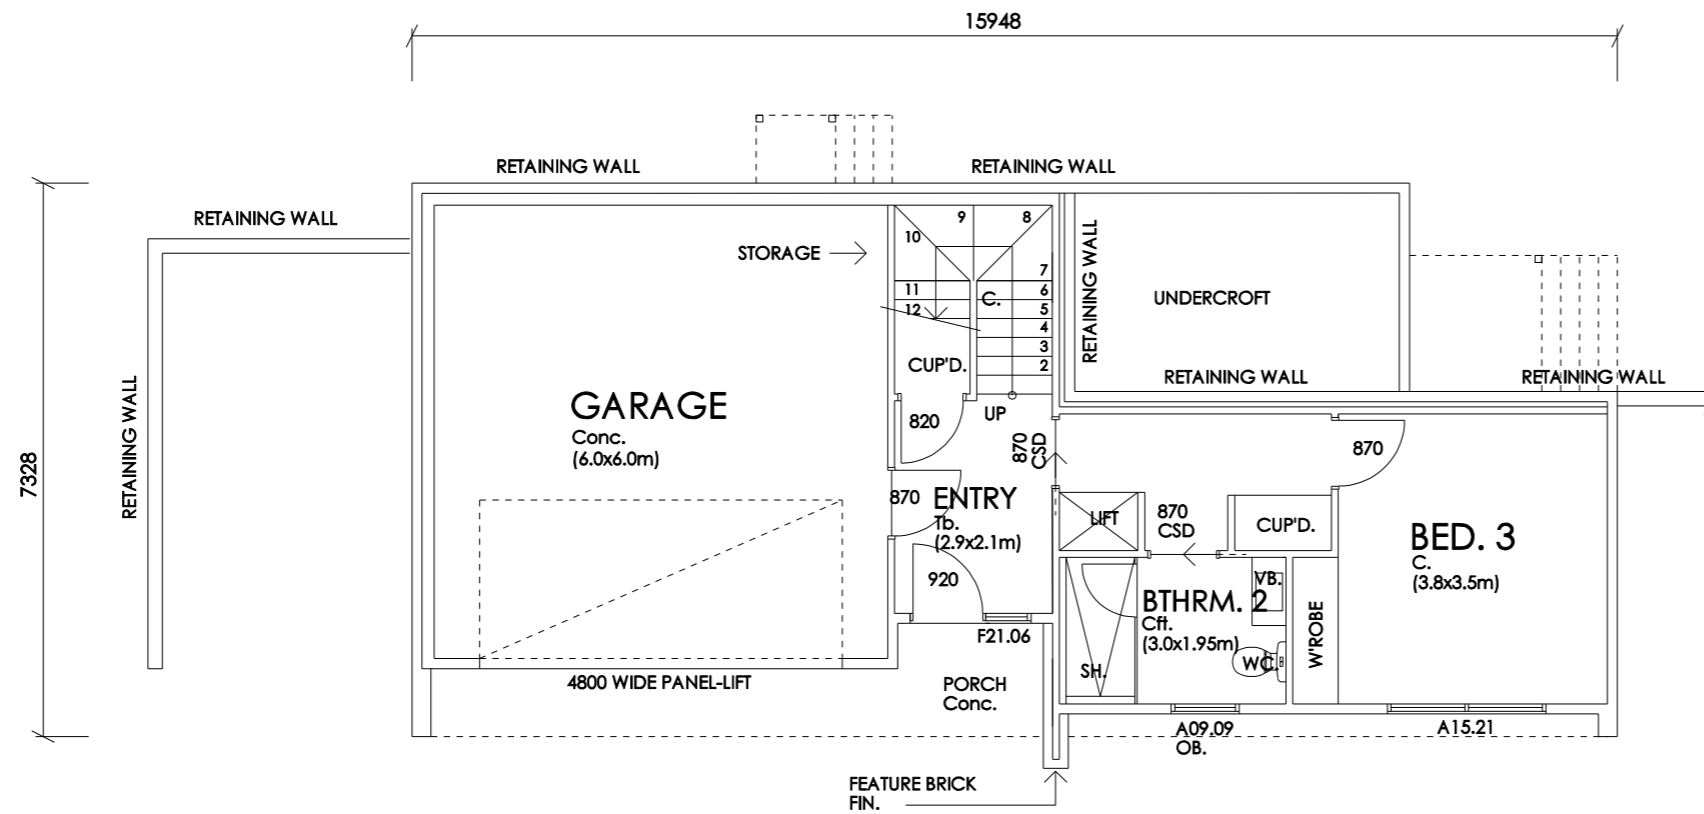 15948
RETAINING WALL
RETAINING WALL
RETAINING WALL
9
8
10
STORAGE
7
11
C.
6
12
5
4
3
2
RETAINING WALL
UNDERCROFT
CUP'D.
RETAINING WALL
RETAINING WALL
GARAGE
Conc.
(6.0x6.0m)
UP
820
870
CSD
870
7328
RETAINING WALL
870
ENTRY
Tb.
(2.9x2.1m)
LIFT
870
CSD
CUP'D.
BED. 3
C.
(3.8x3.5m)
920
VB.
BTHRM. 2
Cft.
(3.0x1.95m)
W'ROBE
F21.06
SH.
WC.
4800 WIDE PANEL-LIFT
PORCH
Conc.
A09.09
OB.
A15.21
FEATURE BRICK
FIN.